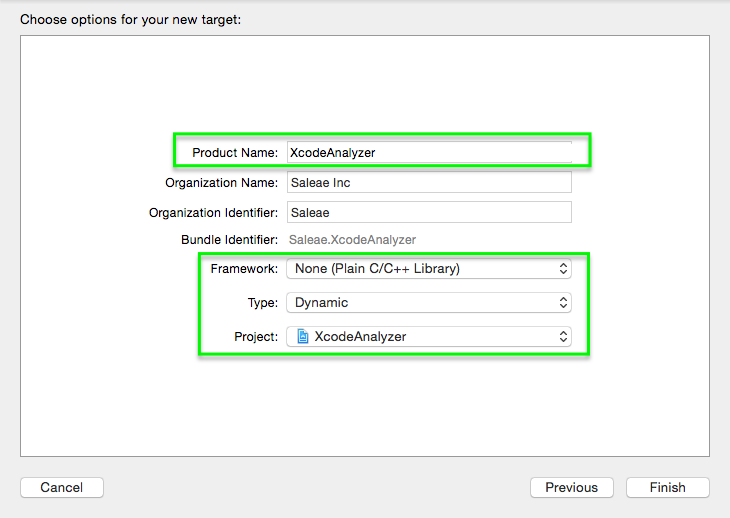 Choose options for your new target:
Product Name: XcodeAnalyzer
Organization Name: Saleae Inc
Organization Identifier: Saleae
Bundle Identifier: Saleae.XcodeAnalyzer
Framework: None (Plain C/C++ Library)
Type: Dynamic
Project: XcodeAnalyzer
Cancel Previous Finish